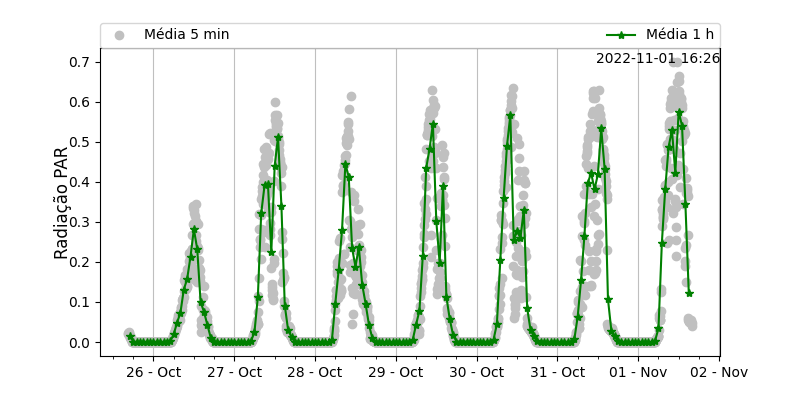 Média 5 min
Média 1 h
2022-11-01 16:26
0.7
0.6
0.5
0.4
0.3
0.2
0.1
0.0
Radiação PAR
26 - Oct
27 - Oct
28 - Oct
29 - Oct
30 - Oct
31 - Oct
01 - Nov
02 - Nov